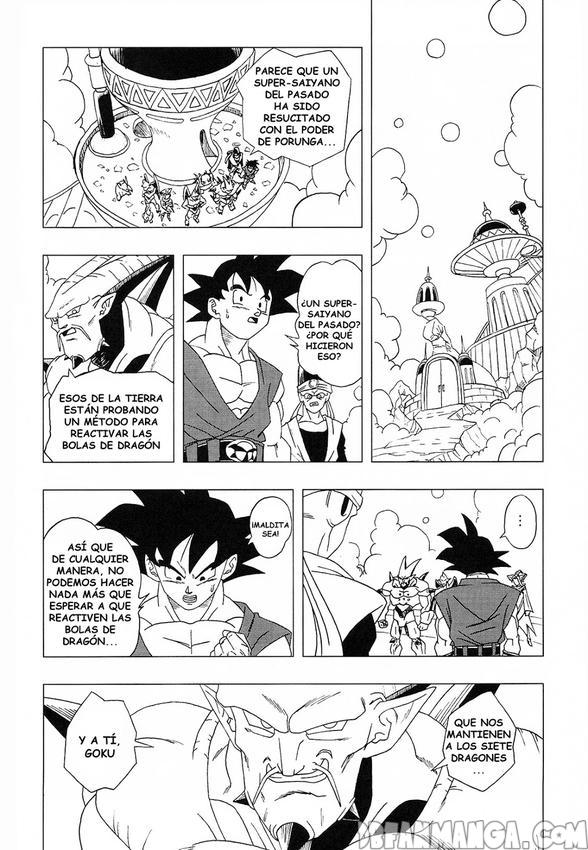 PARECE QUE UN
SUPER-SAIYANO
DEL PASADO
HA SIDO
RESUCITADO
CON EL PODER
DE PORUNGA...
¿UN SUPER-
SAIYANO
DEL PASADO?
¿POR QUÉ
HICIERON
ESO?
ESOS DE LA TIERRA
ESTÁN PROBANDO
UN MÉTODO PARA
REACTIVAR LAS
BOLAS DE DRAGÓN
...
¡MALDITA
SEA!
ASÍ QUE
DE CUALQUIER
MANERA, NO
PODEMOS HACER
NADA MÁS QUE
ESPERAR A QUE
REACTIVEN LAS
BOLAS DE
DRAGÓN...
QUE NOS
MANTIENEN
A LOS SIETE
DRAGONES
...
Y A TÍ,
GOKU
DBFANMANGA.COM